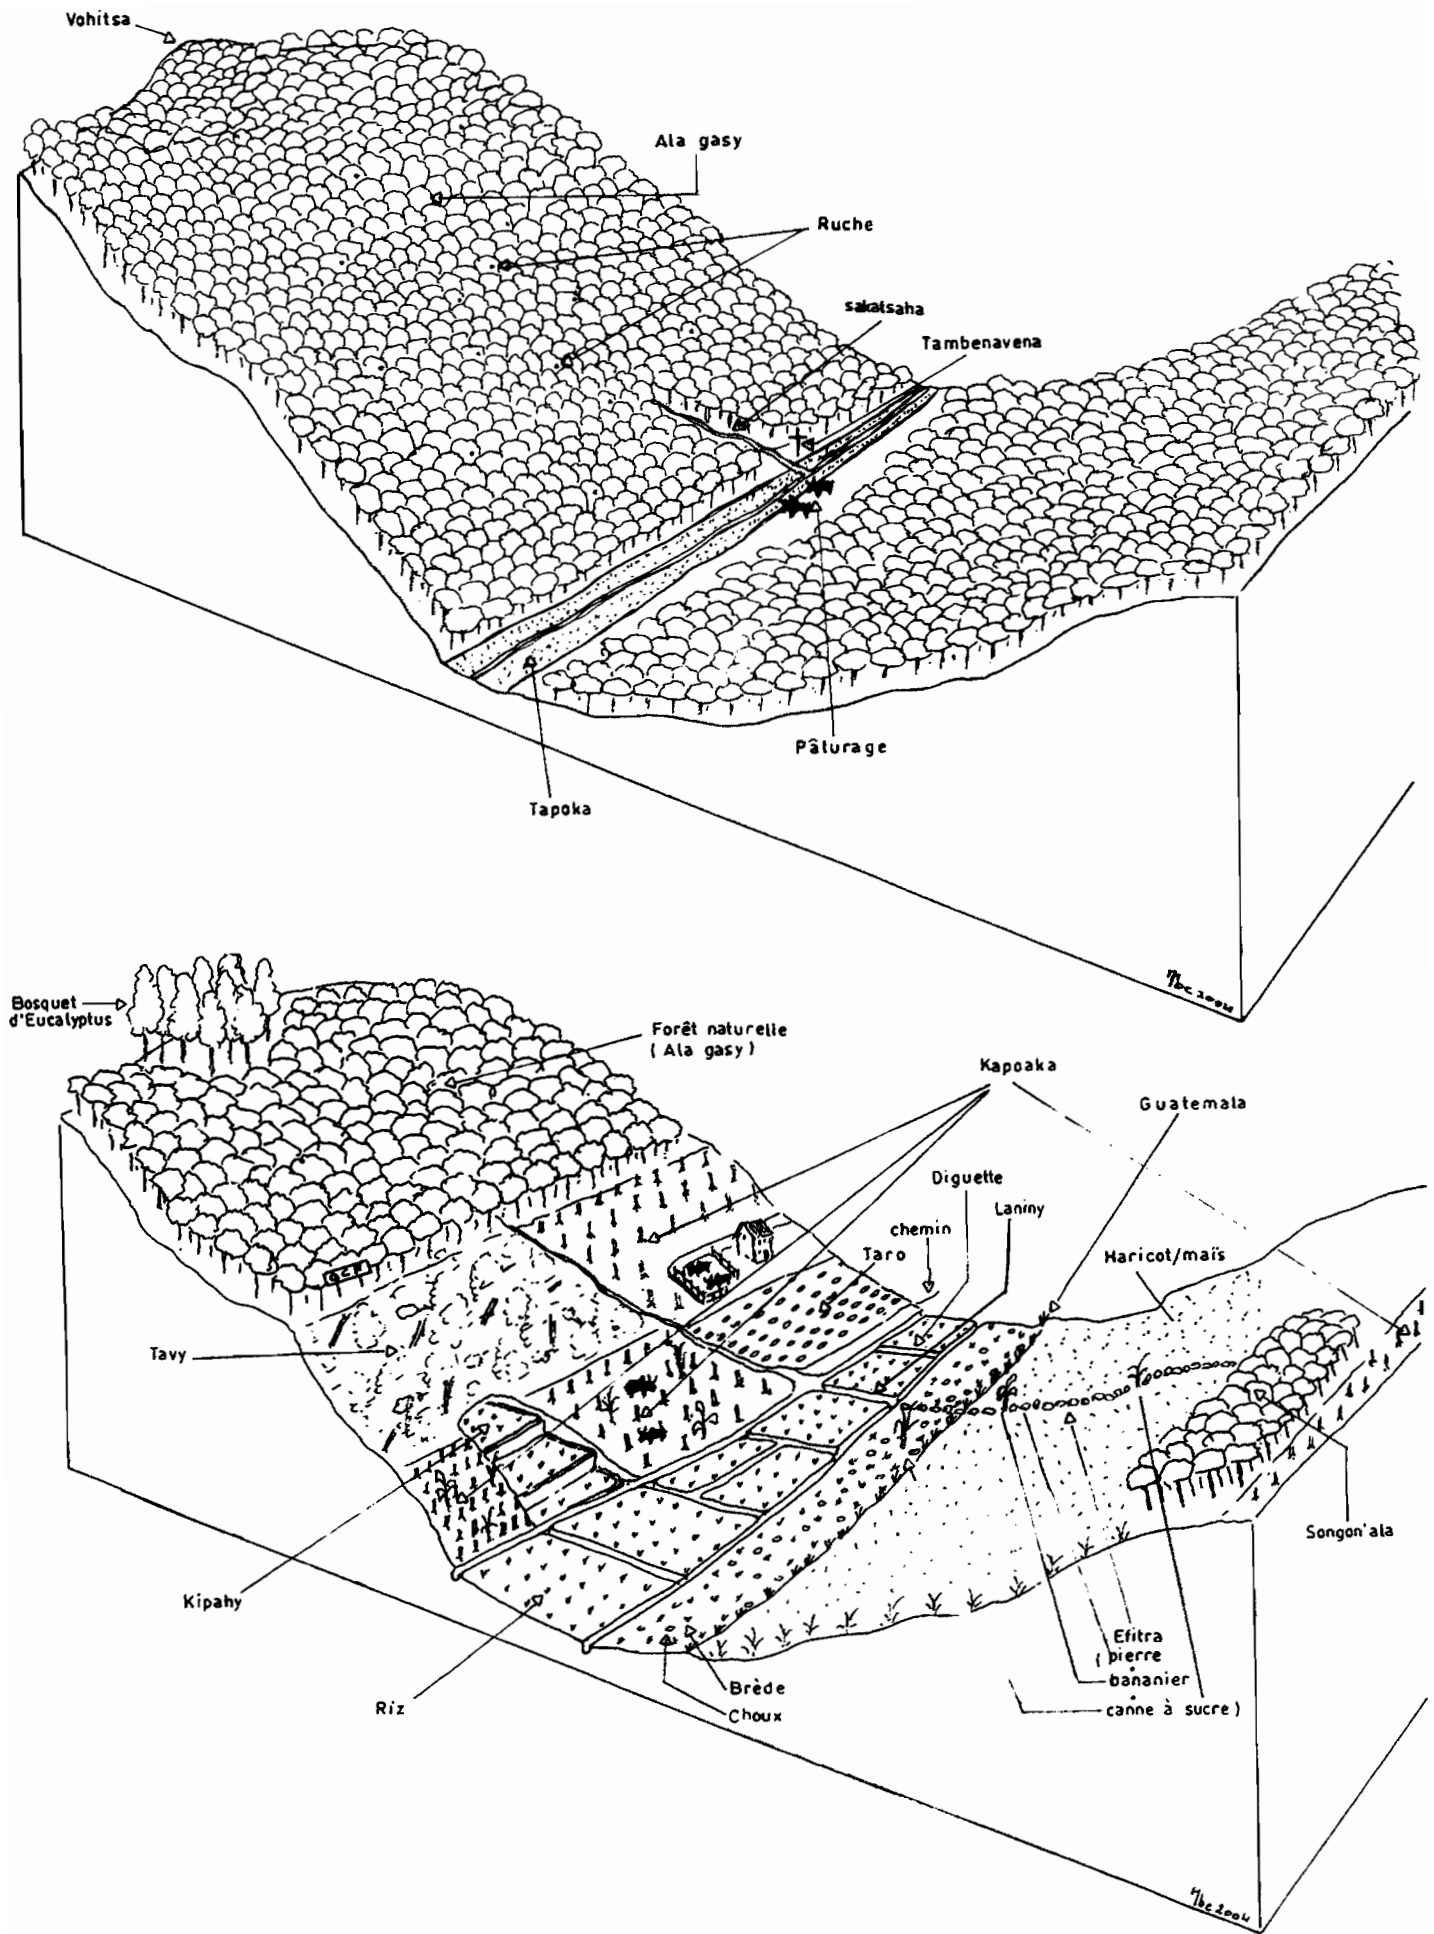 Vohitsa
Ala gasy
Ruche
sakatsaha
Tambenavena
Pâturage
Tapoka
Bosquet
d'Eucalyptus
Forêt naturelle
( Ala gasy )
Kapoaka
Guatemala
Diguette
Laniny
chemin
Taro
Haricot/maïs
GCF
Tavy
Songon'ala
Kipahy
Efitra
( pierre
bananier
canne à sucre )
Riz
Brède
Choux